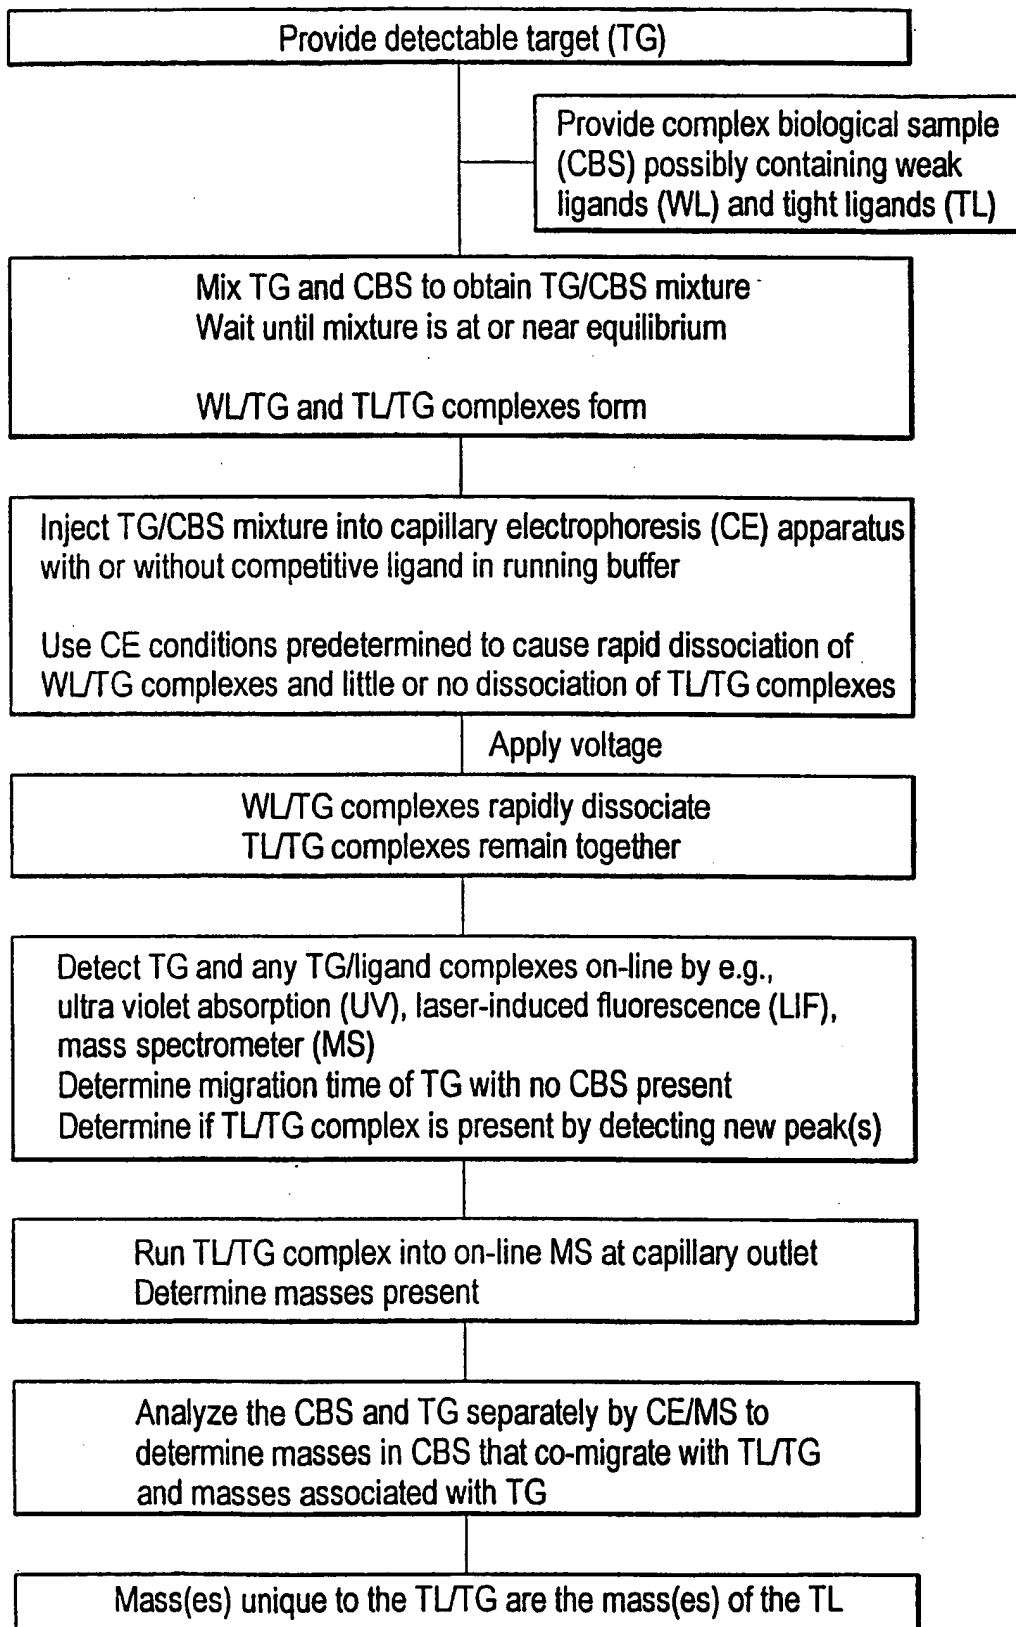 Provide detectable target (TG)
Provide complex biological sample
(CBS) possibly containing weak
ligands (WL) and tight ligands (TL)
Mix TG and CBS to obtain TG/CBS mixture
Wait until mixture is at or near equilibrium
WL/TG and TL/TG complexes form
Inject TG/CBS mixture into capillary electrophoresis (CE) apparatus
with or without competitive ligand in running buffer
Use CE conditions predetermined to cause rapid dissociation of
WL/TG complexes and little or no dissociation of TL/TG complexes
Apply voltage
WL/TG complexes rapidly dissociate
TL/TG complexes remain together
Detect TG and any TG/ligand complexes on-line by e.g.,
ultra violet absorption (UV), laser-induced fluorescence (LIF),
mass spectrometer (MS)
Determine migration time of TG with no CBS present
Determine if TL/TG complex is present by detecting new peak(s)
Run TL/TG complex into on-line MS at capillary outlet
Determine masses present
Analyze the CBS and TG separately by CE/MS to
determine masses in CBS that co-migrate with TL/TG
and masses associated with TG
Mass(es) unique to the TL/TG are the mass(es) of the TL